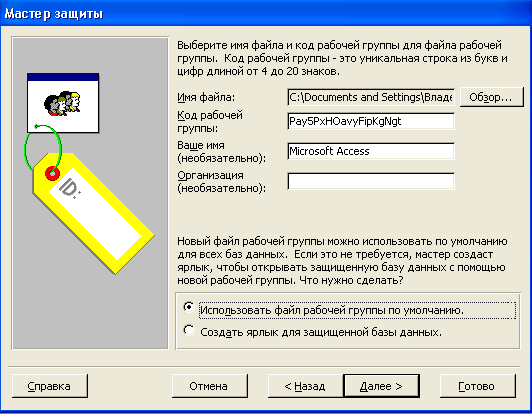 Мастер защиты
Выберите имя файла и код рабочей группы для файла рабочей
группы. Код рабочей группы - это уникальная строка из букв и
цифр длиной от 4 до 20 знаков.
Имя файла: C:\Documents and Settings\Владе Обзор...
Код рабочей
группы: Pay5PxHOavyFipKgNgt
Ваше имя
(необязательно): Microsoft Access
Организация
(необязательно):
ID:
Новый файл рабочей группы можно использовать по умолчанию
для всех баз данных. Если это не требуется, мастер создаст
ярлык, чтобы открывать защищенную базу данных с помощью
новой рабочей группы. Что нужно сделать?
Использовать файл рабочей группы по умолчанию.
Создать ярлык для защищенной базы данных.
Справка Отмена < Назад Далее > Готово